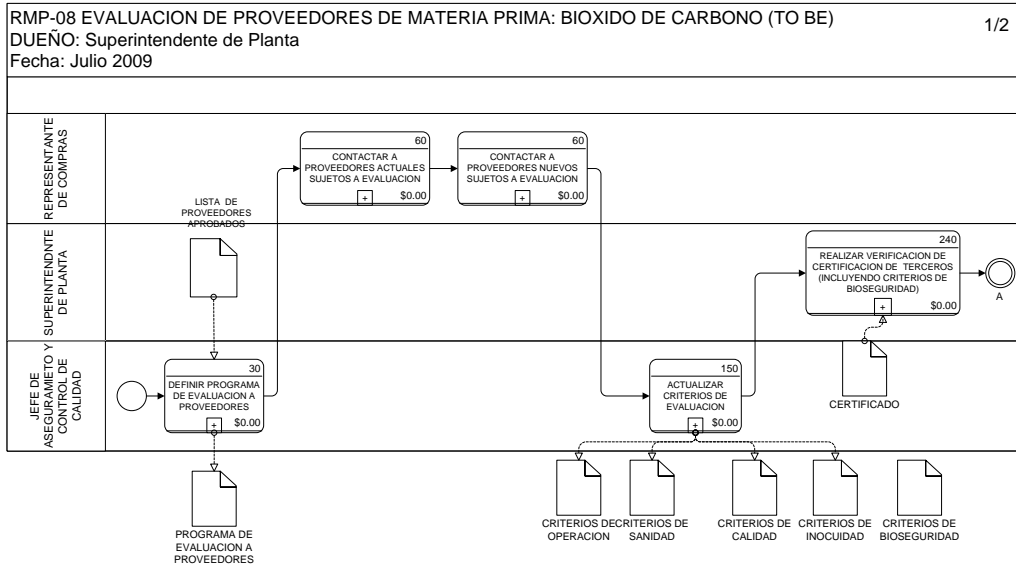 RMP-08 EVALUACION DE PROVEEDORES DE MATERIA PRIMA: BIOXIDO DE CARBONO (TO BE)
1/2
DUEÑO: Superintendente de Planta
Fecha: Julio 2009
REPRESENTANTE
DE COMPRAS
60
CONTACTAR A
PROVEEDORES ACTUALES
SUJETOS A EVALUACION
+
$0.00
60
CONTACTAR A
PROVEEDORES NUEVOS
SUJETOS A EVALUACION
+
$0.00
LISTA DE
PROVEEDORES
APROBADOS
SUPERINTENDNTE
DE PLANTA
240
REALIZAR VERIFICACION DE
CERTIFICACION DE TERCEROS
(INCLUYENDO CRITERIOS DE
BIOSEGURIDAD)
+
$0.00
A
JEFE DE
ASEGURAMIETO Y
CONTROL DE
CALIDAD
30
DEFINIR PROGRAMA
DE EVALUACION A
PROVEEDORES
+
$0.00
150
ACTUALIZAR
CRITERIOS DE
EVALUACION
+
$0.00
CERTIFICADO
PROGRAMA DE
EVALUACION A
PROVEEDORES
CRITERIOS DE
OPERACION
CRITERIOS DE
SANIDAD
CRITERIOS DE
CALIDAD
CRITERIOS DE
INOCUIDAD
CRITERIOS DE
BIOSEGURIDAD